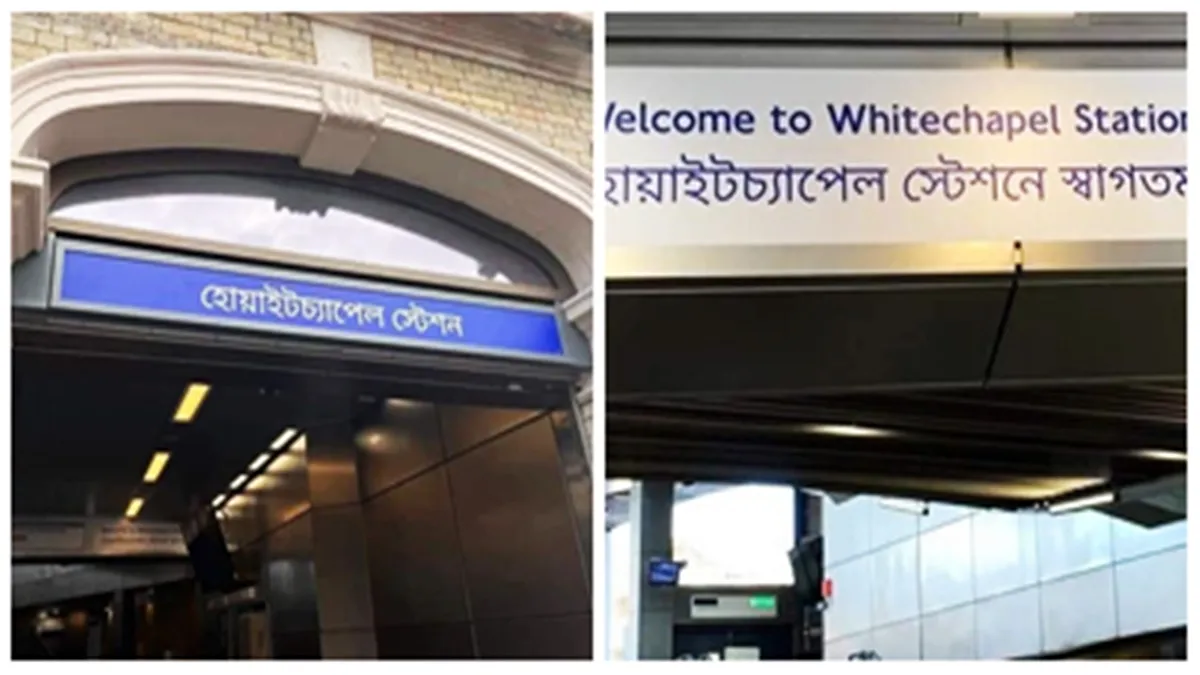 হোয়াইটচ্যাপেল স্টেশন
Welcome to Whitechapel Station
হোয়াইটচ্যাপেল স্টেশনে স্বাগতম